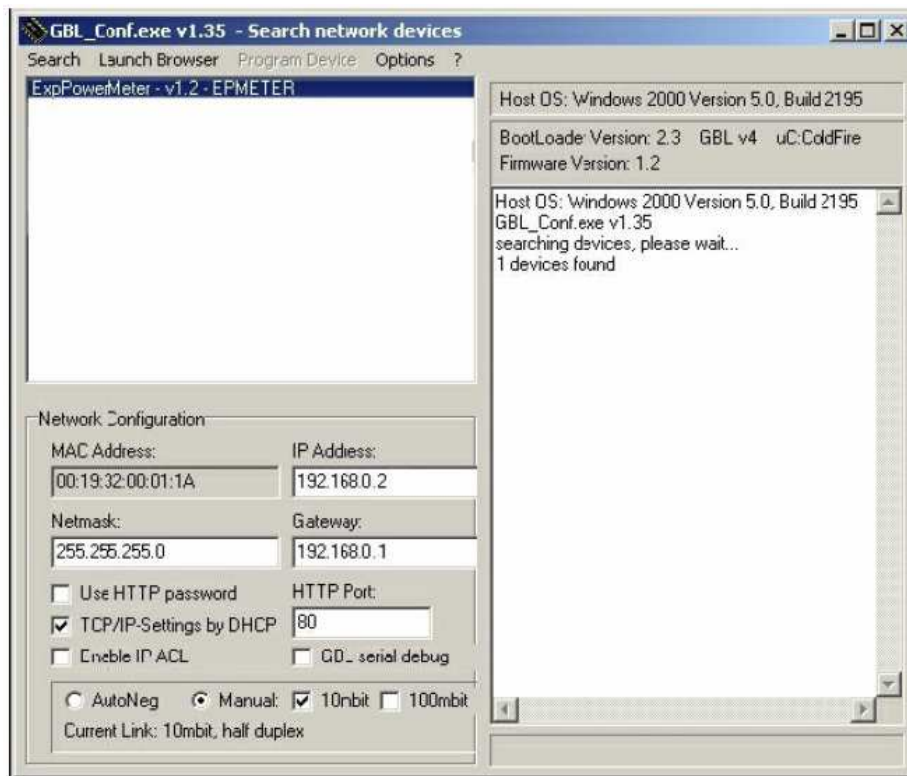 GBL_Conf.exe v1.35 - Search network devices
Search Launch Browser Program Device Options ?
ExpPowerMeter - v1.2 - EPMETER
Host OS: Windows 2000 Version 5.0, Build 2195
BootLoader Version: 2.3 GBL v4 uC:ColdFire
Firmware Version: 1.2
Host OS: Windows 2000 Version 5.0, Build 2195
GBL_Conf.exe v1.35
searching devices, please wait...
1 devices found
Network Configuration
MAC Address:
00:19:32:00:01:1A
IP Address:
192.168.0.2
Netmask:
255.255.255.0
Gateway:
192.168.0.1
Use HTTP password
HTTP Port:
TCP/IP-Settings by DHCP
80
Enable IP ACL
GBL serial debug
AutoNeg Manual: 10mbit 100mbit
Current Link: 10mbit, half duplex